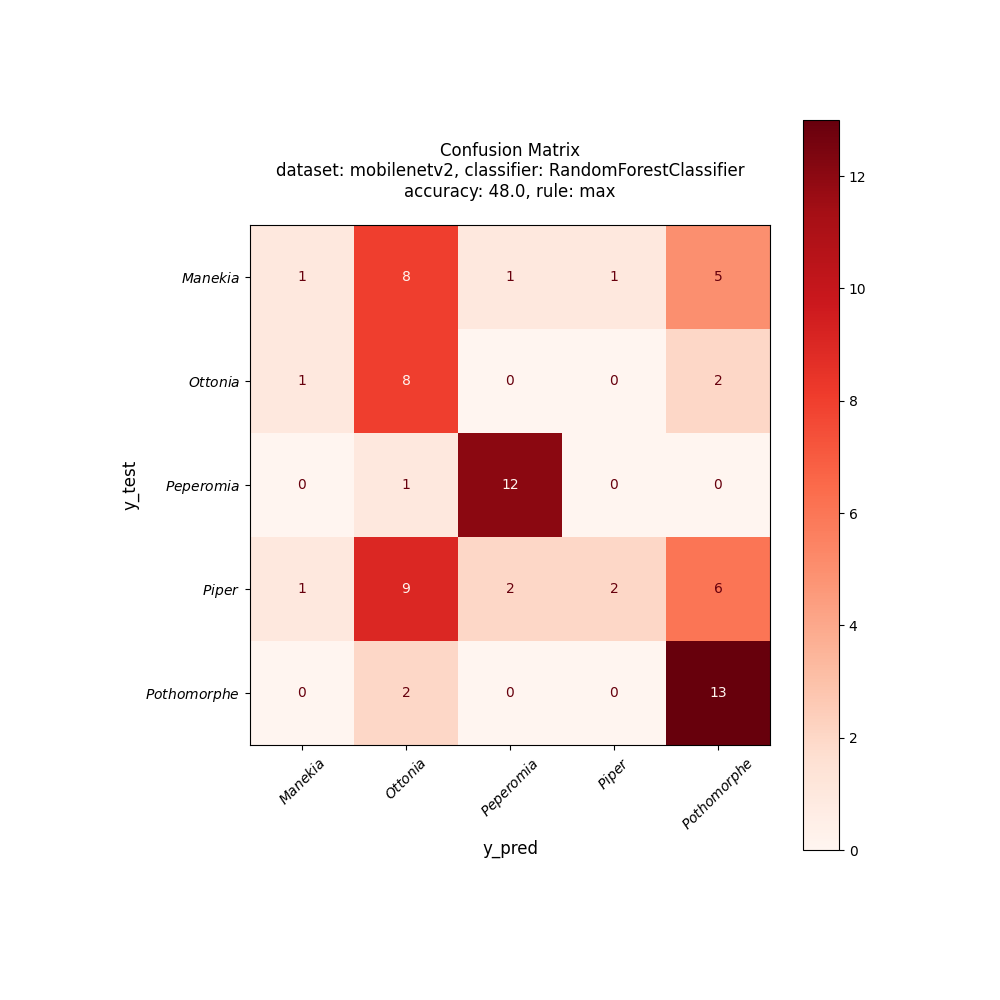 Confusion Matrix
dataset: mobilenetv2, classifier: RandomForestClassifier
accuracy: 48.0, rule: max
Manekia 1 8 1 1 5
Ottonia 1 8 0 0 2
Peperomia 0 1 12 0 0
Piper 1 9 2 2 6
Pothomorphe 0 2 0 0 13
y_test
Manekia Ottonia Peperomia Piper Pothomorphe
y_pred
12
10
8
6
4
2
0